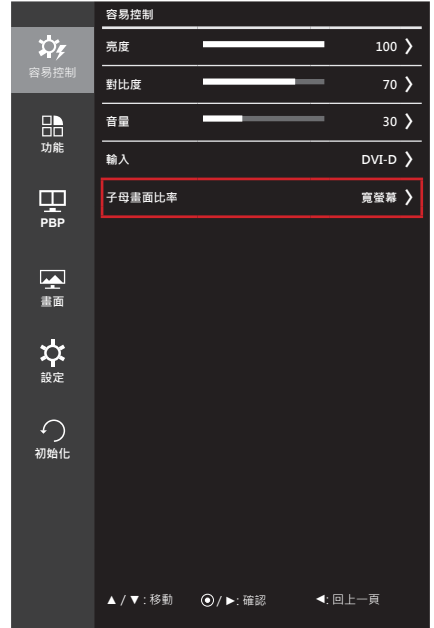 容易控制
容易控制
功能
PBP
畫面
設定
初始化
亮度 100
對比度 70
音量 30
輸入 DVI-D
子母畫面比率 寬螢幕
▲ / ▼ : 移動 ⦿ / ►: 確認 ◄: 回上一頁